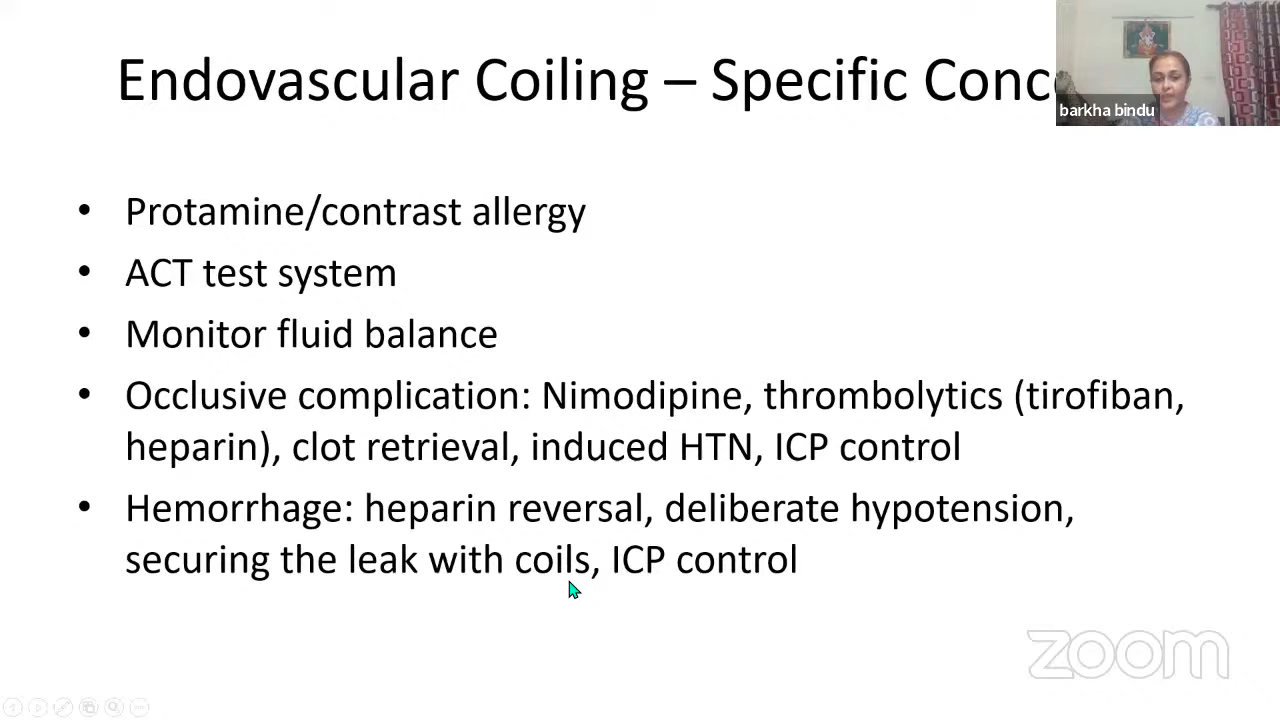 Endovascular Coiling – Specific Conc
barkha bindu
• Protamine/contrast allergy
• ACT test system
• Monitor fluid balance
• Occlusive complication: Nimodipine, thrombolytics (tirofiban,
heparin), clot retrieval, induced HTN, ICP control
• Hemorrhage: heparin reversal, deliberate hypotension,
securing the leak with coils, ICP control
zoom